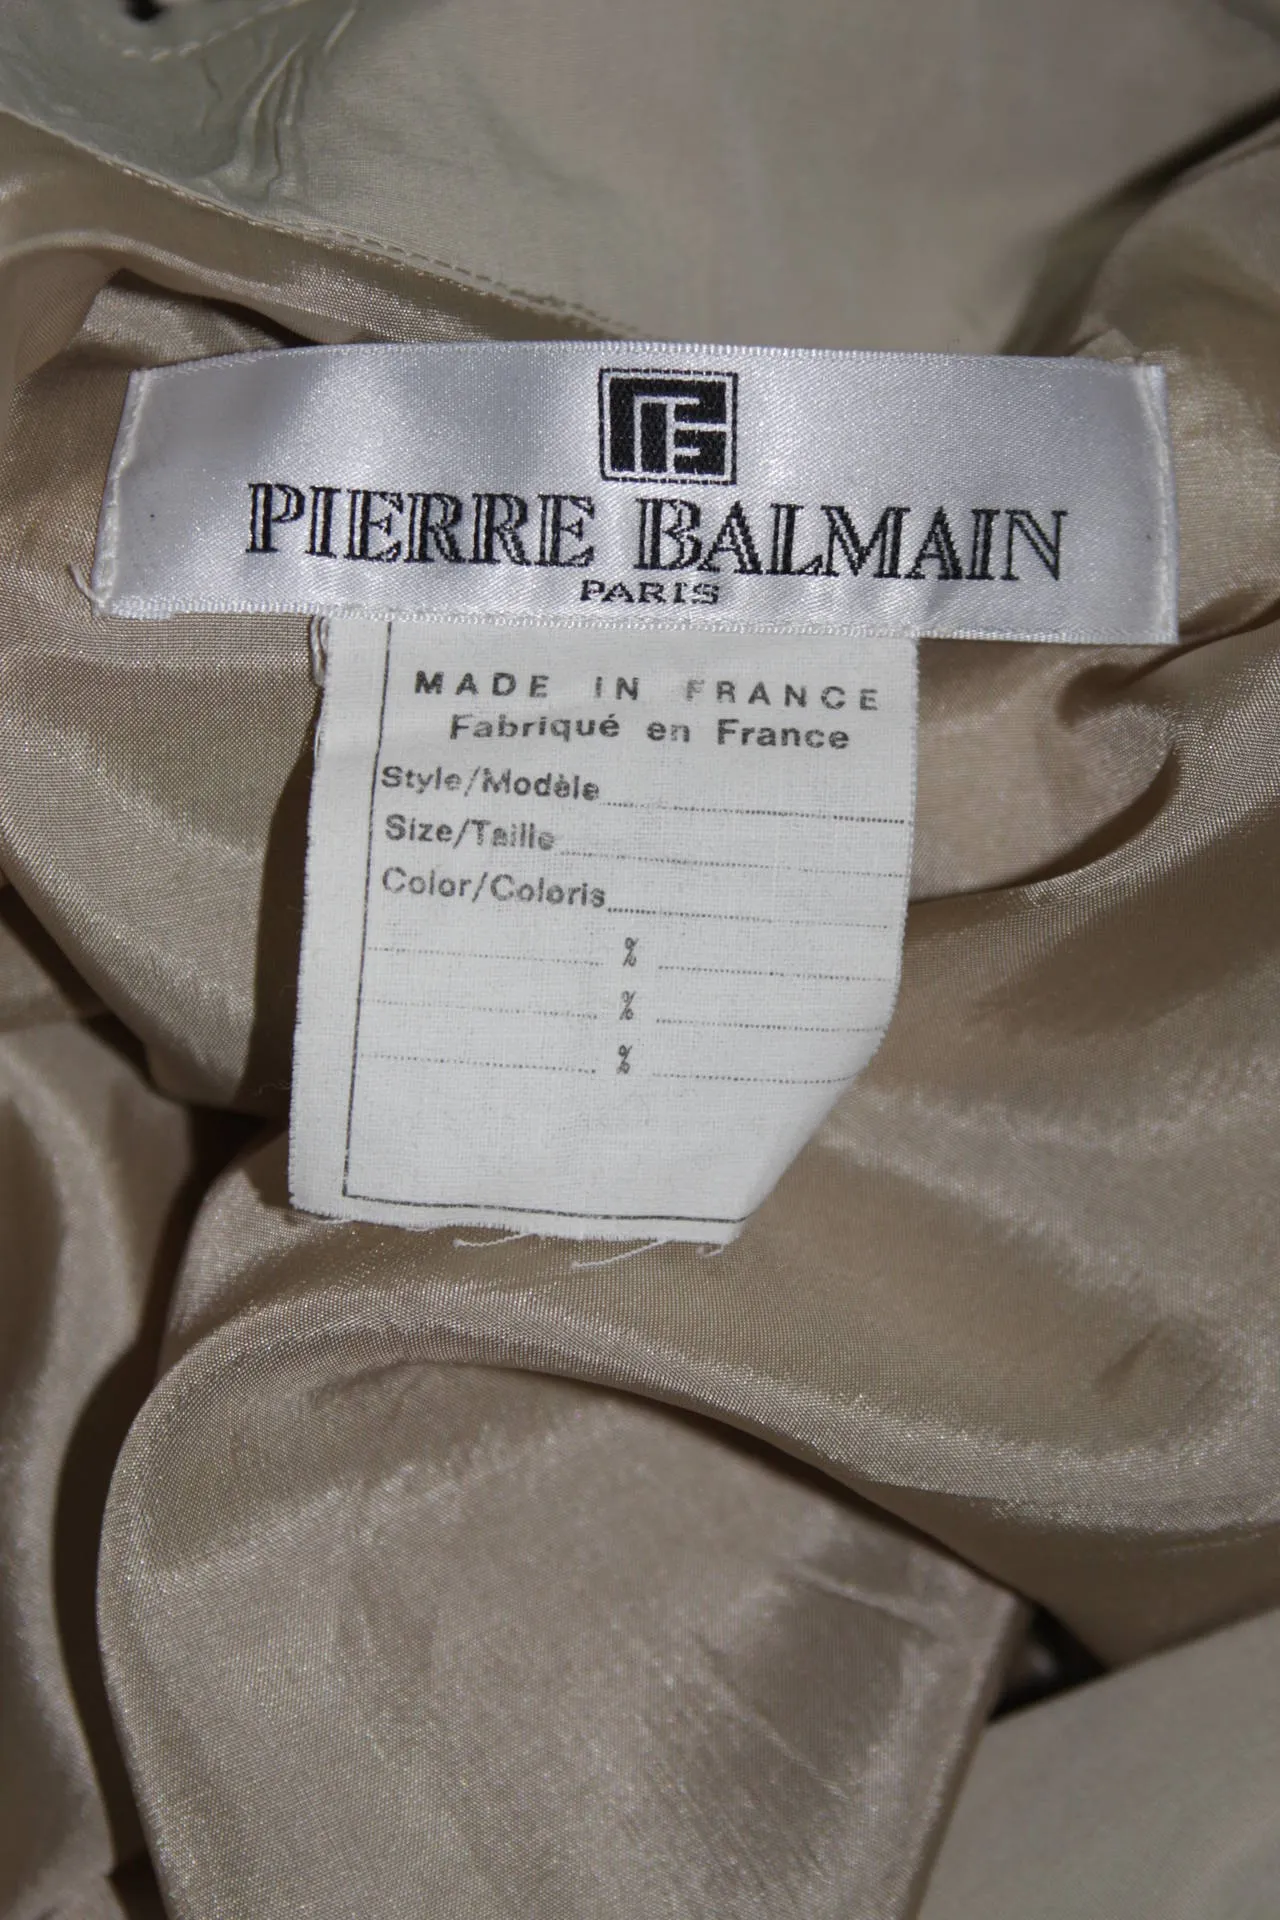 PIERRE BALMAIN
PARIS
MADE IN FRANCE
Fabriqué en France
Style/Modèle
Size/Taille
Color/Coloris
%
%
%